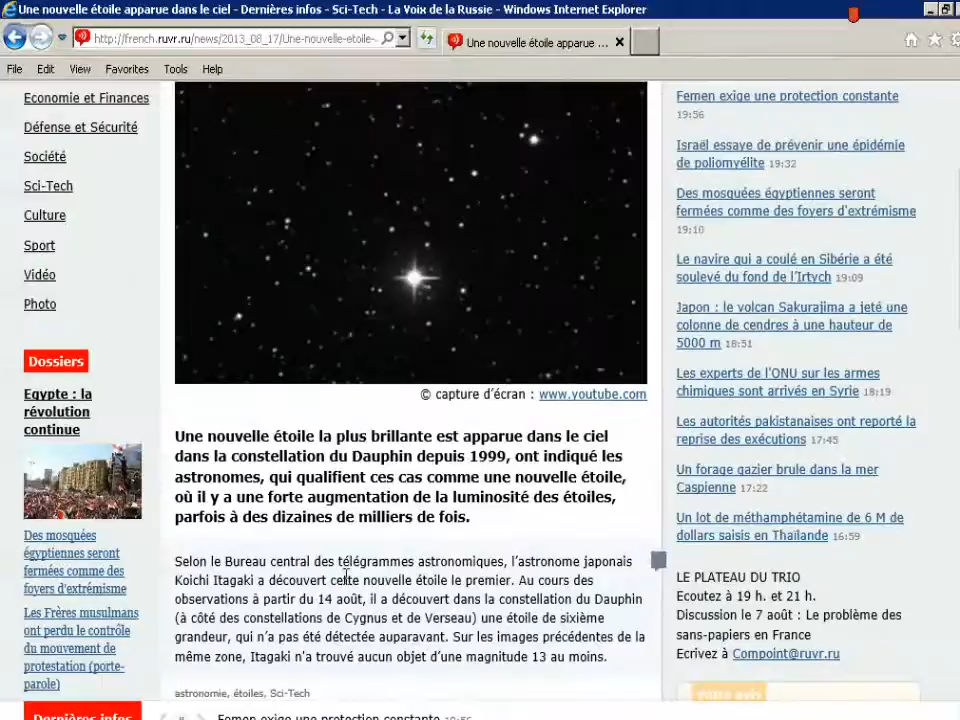 Une nouvelle étoile apparue dans le ciel - Dernières infos - Sci-Tech - La Voix de la Russie - Windows Internet Explorer
http://french.ruvr.ru/news/2013_08_17/Une-nouvelle-etoile-
Une nouvelle étoile apparue ...
File Edit View Favorites Tools Help
Economie et Finances
Défense et Sécurité
Société
Sci-Tech
Culture
Sport
Vidéo
Photo
Dossiers
Egypte : la
révolution
continue
Des mosquées
égyptiennes seront
fermées comme des
foyers d'extrémisme
Les Frères musulmans
ont perdu le contrôle
du mouvement de
protestation (porte-
parole)
Dernières infos
© capture d'écran : www.youtube.com
Une nouvelle étoile la plus brillante est apparue dans le ciel
dans la constellation du Dauphin depuis 1999, ont indiqué les
astronomes, qui qualifient ces cas comme une nouvelle étoile,
où il y a une forte augmentation de la luminosité des étoiles,
parfois à des dizaines de milliers de fois.
Selon le Bureau central des télégrammes astronomiques, l'astronome japonais
Koichi Itagaki a découvert cette nouvelle étoile le premier. Au cours des
observations à partir du 14 août, il a découvert dans la constellation du Dauphin
(à côté des constellations de Cygnus et de Verseau) une étoile de sixième
grandeur, qui n'a pas été détectée auparavant. Sur les images précédentes de la
même zone, Itagaki n'a trouvé aucun objet d'une magnitude 13 au moins.
astronomie, étoiles, Sci-Tech
Femen exige une protection constante 19:56
Femen exige une protection constante
19:56
Israël essaye de prévenir une épidémie
de poliomyélite 19:32
Des mosquées égyptiennes seront
fermées comme des foyers d'extrémisme
19:10
Le navire qui a coulé en Sibérie a été
soulevé du fond de l'Irtych 19:09
Japon : le volcan Sakurajima a jeté une
colonne de cendres à une hauteur de
5000 m 18:51
Les experts de l'ONU sur les armes
chimiques sont arrivés en Syrie 18:19
Les autorités pakistanaises ont reporté la
reprise des exécutions 17:45
Un forage gazier brule dans la mer
Caspienne 17:22
Un lot de méthamphétamine de 6 M de
dollars saisis en Thaïlande 16:59
LE PLATEAU DU TRIO
Ecoutez à 19 h. et 21 h.
Discussion le 7 août : Le problème des
sans-papiers en France
Ecrivez à Compoint@ruvr.ru